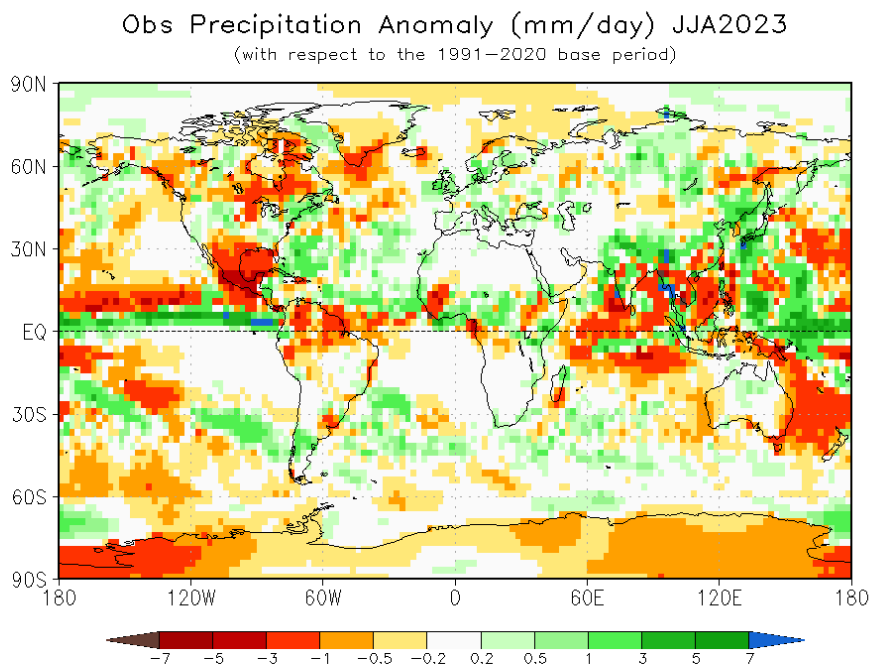 Obs Precipitation Anomaly (mm/day) JJA2023
(with respect to the 1991−2020 base period)
90N
60N
30N
EQ
30S
60S
90S
180 120W 60W 0 60E 120E 180
−7 −5 −3 −1 −0.5 −0.2 0.2 0.5 1 3 5 7